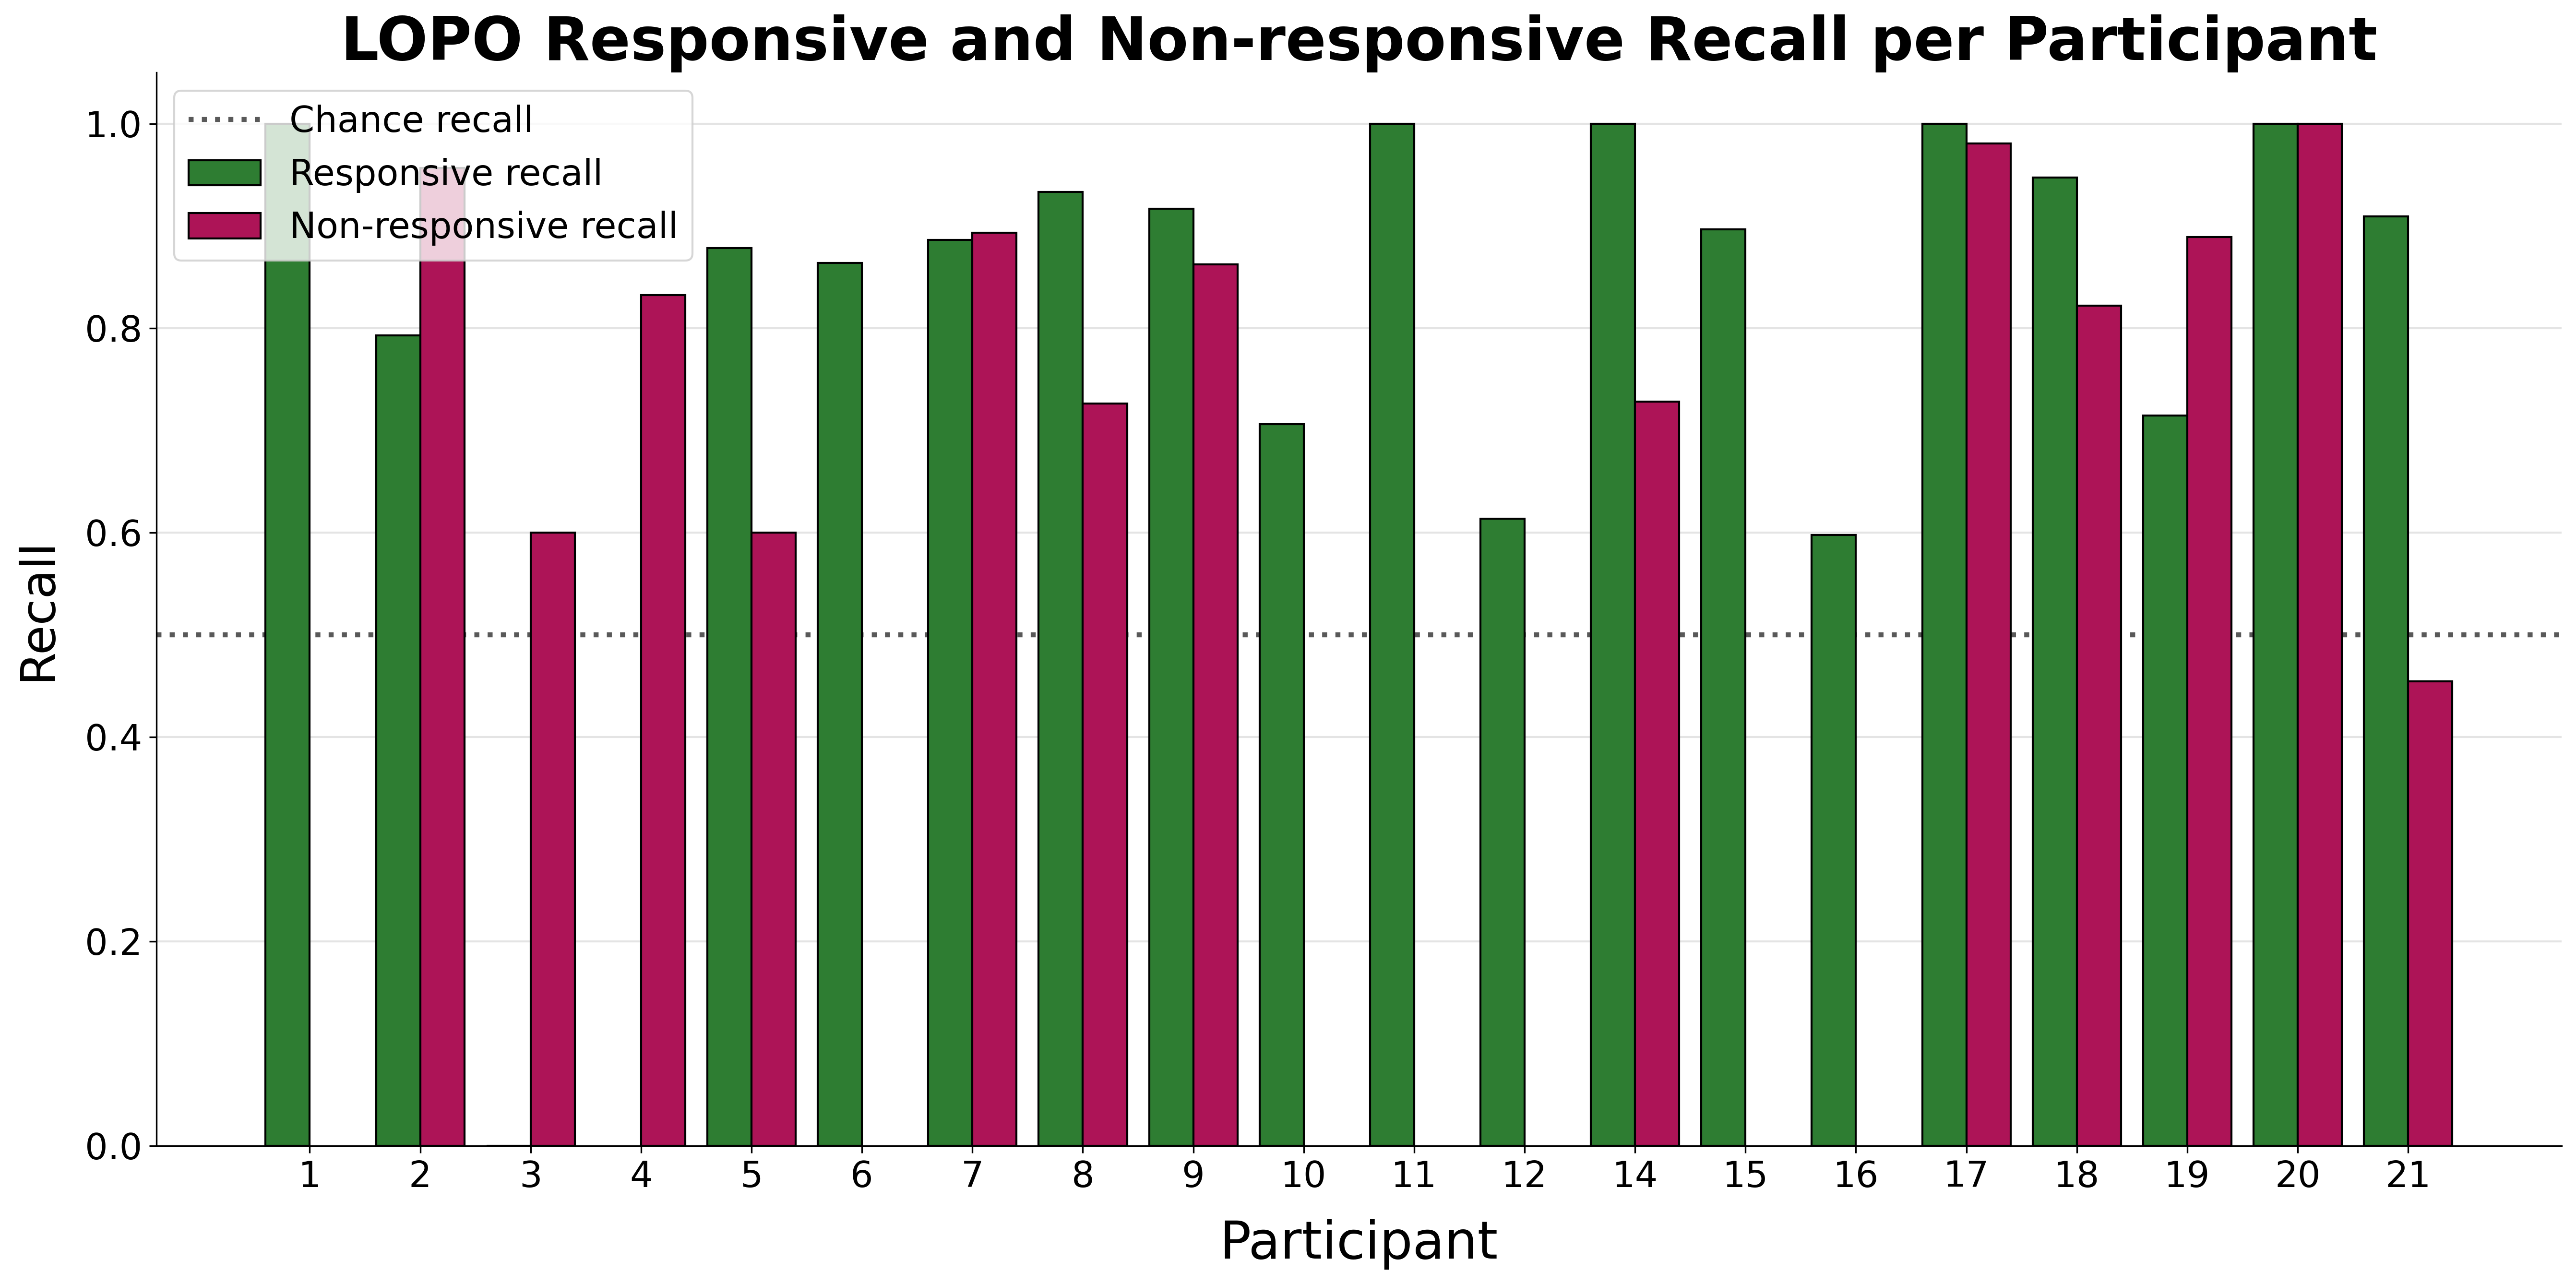 LOPO Responsive and Non-responsive Recall per Participant
Chance recall
Responsive recall
Non-responsive recall
1.0
0.8
0.6
0.4
0.2
0.0
Recall
1 2 3 4 5 6 7 8 9 10 11 12 14 15 16 17 18 19 20 21
Participant